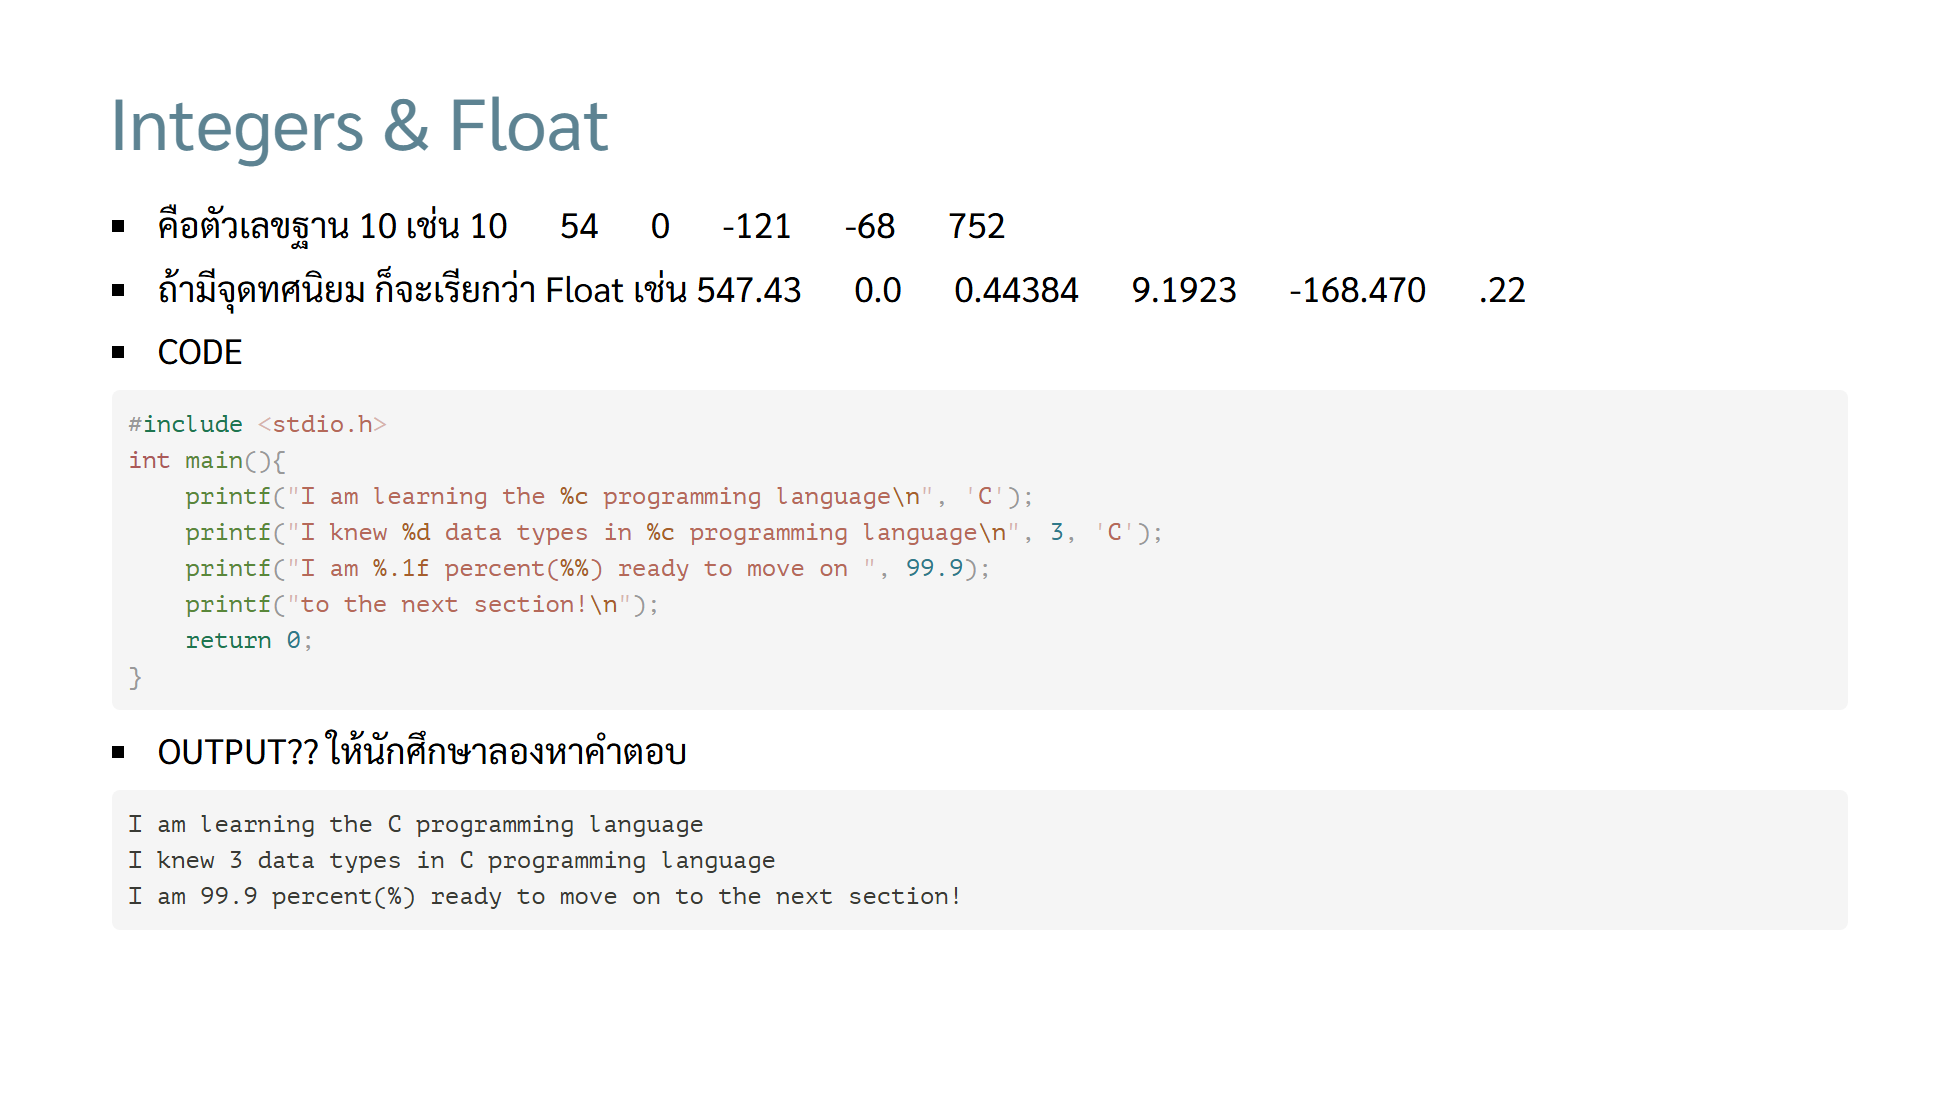 Integers & Float
▪ คือตัวเลขฐาน 10 เช่น 10 54 0 -121 -68 752
▪ ถ้ามีจุดทศนิยม ก็จะเรียกว่า Float เช่น 547.43 0.0 0.44384 9.1923 -168.470 .22
▪ CODE
#include <stdio.h>
int main(){
    printf("I am learning the %c programming language\n", 'C');
    printf("I knew %d data types in %c programming language\n", 3, 'C');
    printf("I am %.1f percent(%%) ready to move on ", 99.9);
    printf("to the next section!\n");
    return 0;
}
▪ OUTPUT?? ให้นักศึกษาลองหาคำตอบ
I am learning the C programming language
I knew 3 data types in C programming language
I am 99.9 percent(%) ready to move on to the next section!